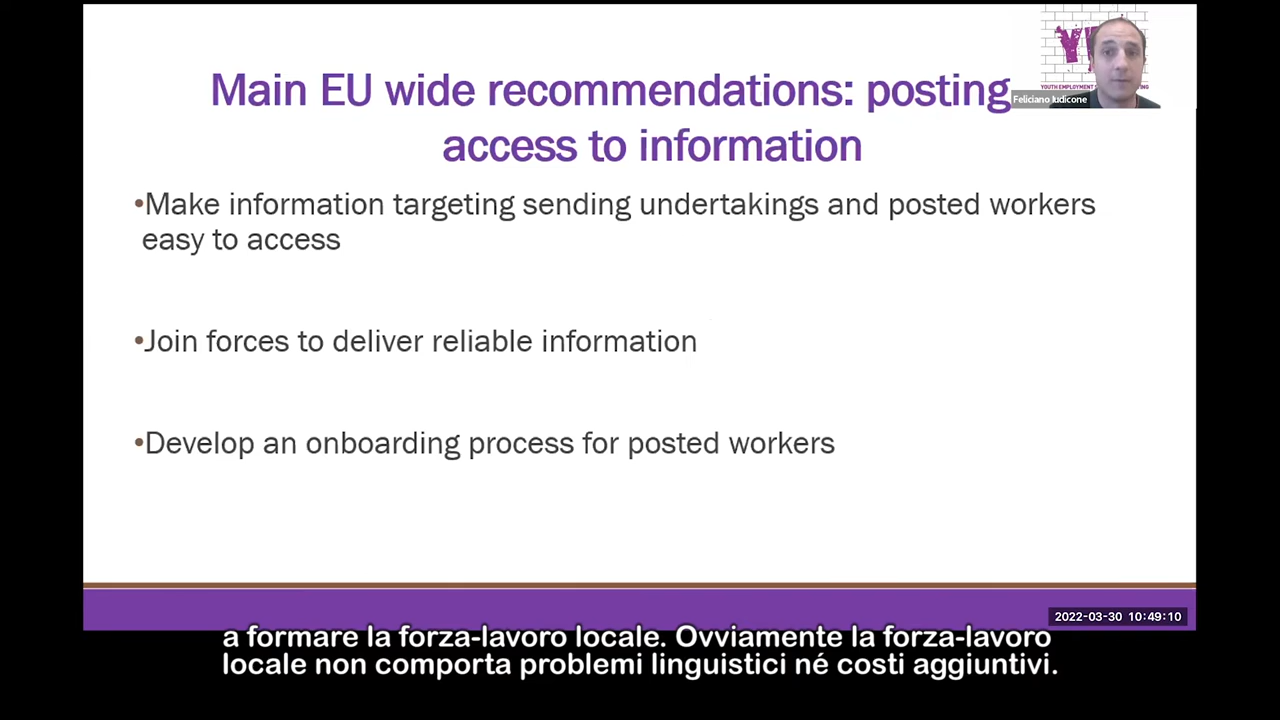 Main EU wide recommendations: posting
access to information
Feliciano Iudicone
•Make information targeting sending undertakings and posted workers
easy to access
•Join forces to deliver reliable information
•Develop an onboarding process for posted workers
2022-03-30 10:49:10
a formare la forza-lavoro locale. Ovviamente la forza-lavoro
locale non comporta problemi linguistici né costi aggiuntivi.